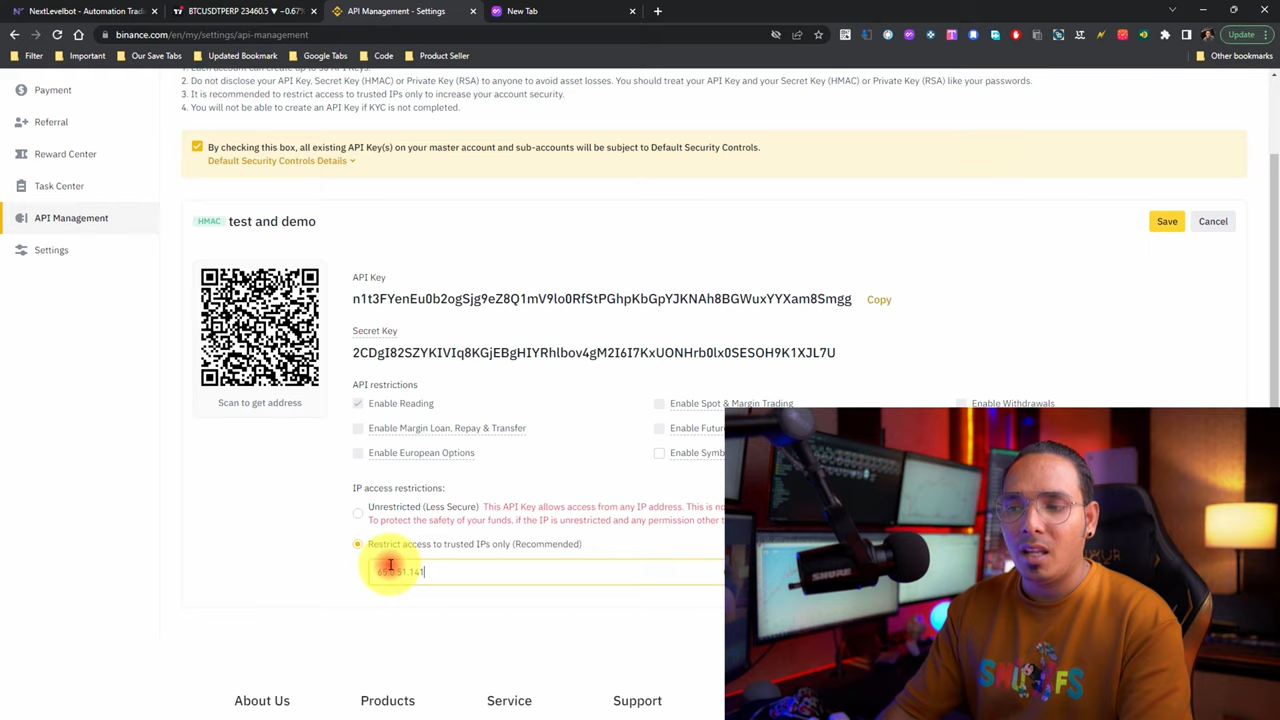 NextLevelbot - Automation Trad
BTCUSDTPERP 23460.5 ▼ −0.67%
API Management - Settings
New Tab
binance.com/en/my/settings/api-management
Update
Filter
Important
Our Save Tabs
Updated Bookmark
Google Tabs
Code
Product Seller
Other bookmarks
2. Do not disclose your API Key, Secret Key (HMAC) or Private Key (RSA) to anyone to avoid asset losses. You should treat your API Key and your Secret Key (HMAC) or Private Key (RSA) like your passwords.
3. It is recommended to restrict access to trusted IPs only to increase your account security.
4. You will not be able to create an API Key if KYC is not completed.
Payment
Referral
Reward Center
Task Center
API Management
Settings
By checking this box, all existing API Key(s) on your master account and sub-accounts will be subject to Default Security Controls.
Default Security Controls Details
HMAC test and demo
Save
Cancel
API Key
n1t3FYenEu0b2ogSjg9eZ8Q1mV9lo0RfStPGhpKbGpYJKNAh8BGWuxYYXam8Smgg
Copy
Secret Key
2CDgI82SZYKIVIq8KGjEBgHIYRhlbov4gM2I6I7KxUONHrb0lx0SESOH9K1XJL7U
Scan to get address
API restrictions
Enable Reading
Enable Spot & Margin Trading
Enable Withdrawals
Enable Margin Loan, Repay & Transfer
Enable Futu
Enable European Options
Enable Symb
IP access restrictions:
Unrestricted (Less Secure) This API Key allows access from any IP address. This is no
To protect the safety of your funds, if the IP is unrestricted and any permission other t
Restrict access to trusted IPs only (Recommended)
65.0.51.141
SHURE
About Us
Products
Service
Support